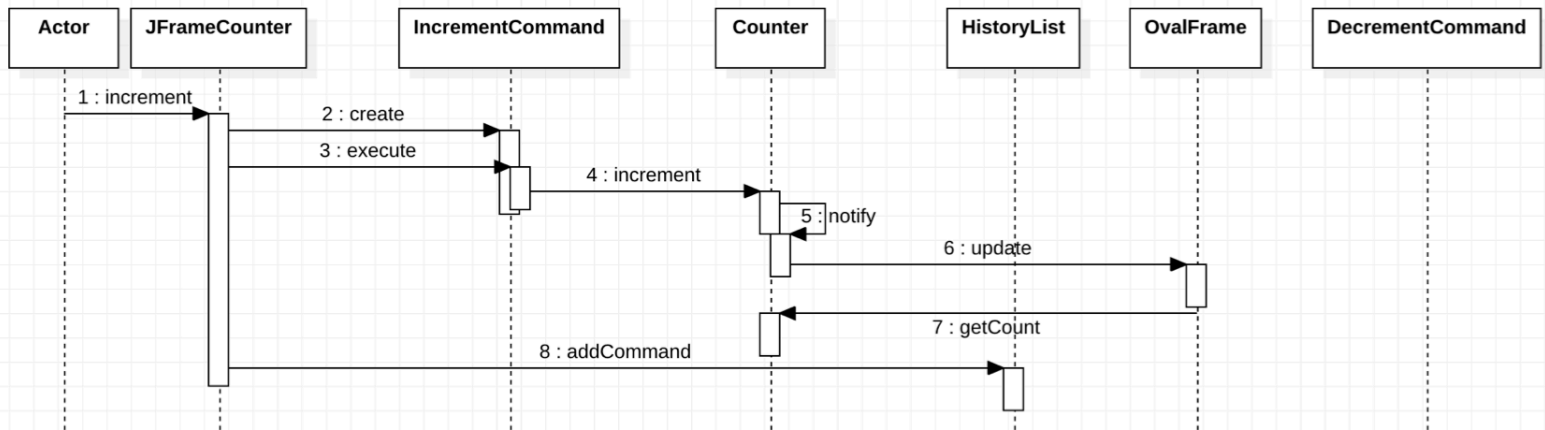 Actor
JFrameCounter
IncrementCommand
Counter
HistoryList
OvalFrame
DecrementCommand
1 : increment
2 : create
3 : execute
4 : increment
5 : notify
6 : update
7 : getCount
8 : addCommand